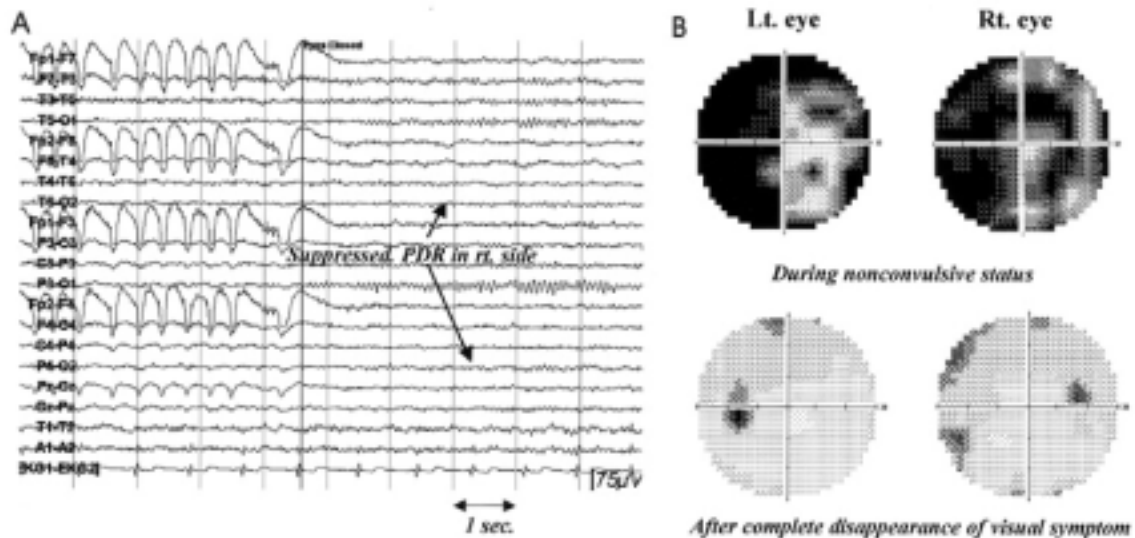 A
Eyes Closed
Fp1-F7
T3-T5
T5-O1
Fp2-F8
F8-T4
T4-T6
T6-O2
Fp1-F3
F3-C3
Suppressed PDR in rt. side
C3-P3
P3-O1
Fp2-F4
F4-C4
C4-P4
P4-O2
Fz-Cz
Cz-Pz
T1-T2
A1-A2
75μV
1 sec.
B
Lt. eye
Rt. eye
During nonconvulsive status
After complete disappearance of visual symptom